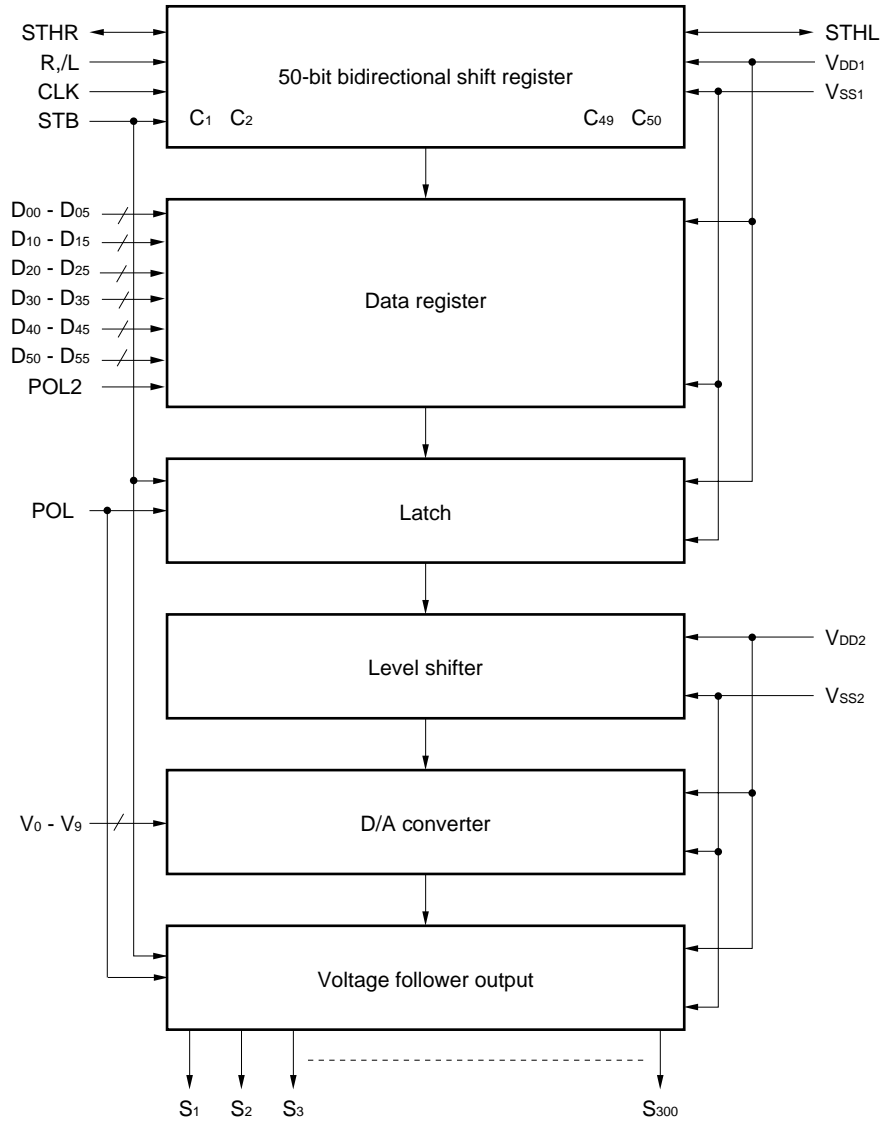 STHR
STHL
R,/L
50-bit bidirectional shift register
VDD1
CLK
VSS1
STB
C1 C2 C49 C50
D00 - D05
D10 - D15
D20 - D25
D30 - D35
Data register
D40 - D45
D50 - D55
POL2
POL
Latch
Level shifter
VDD2
VSS2
V0 - V9
D/A converter
Voltage follower output
S1 S2 S3 S300